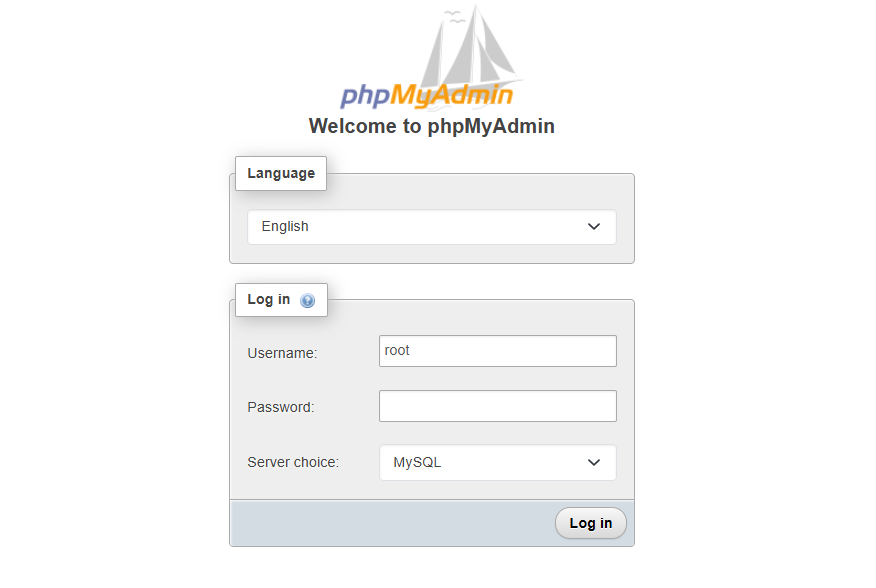 phpMyAdmin
Welcome to phpMyAdmin
Language
English
Log in
Username: root
Password:
Server choice: MySQL
Log in